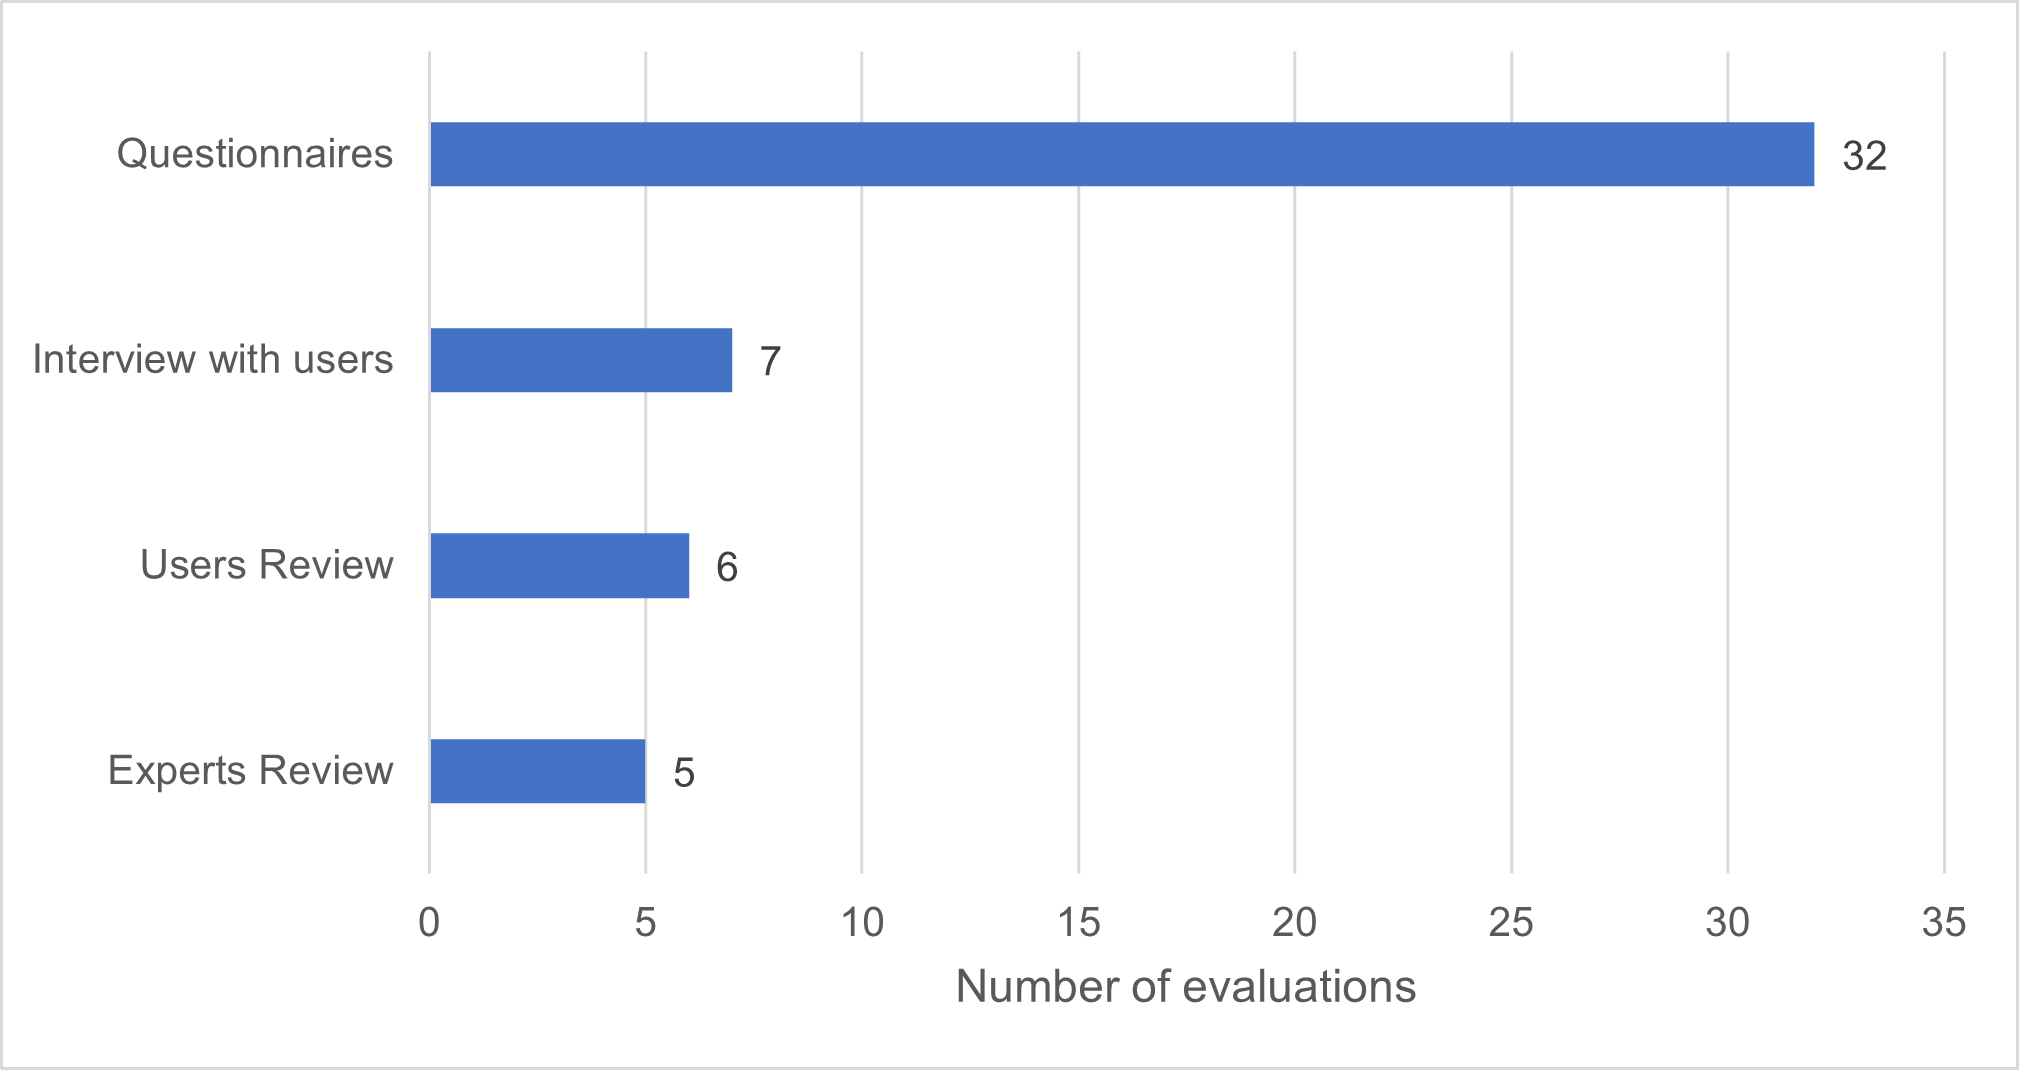 Questionnaires 32
Interview with users 7
Users Review 6
Experts Review 5
0 5 10 15 20 25 30 35
Number of evaluations